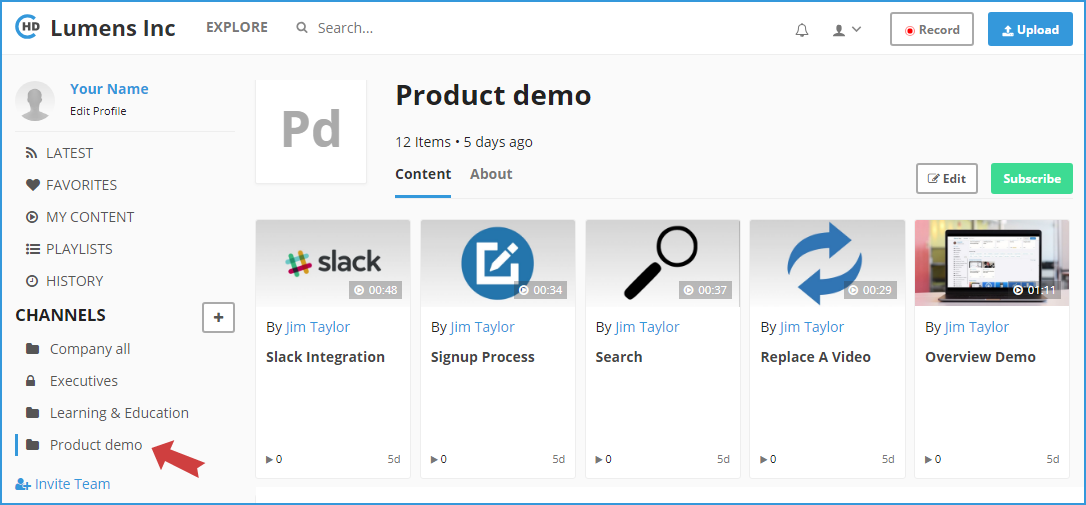 HD Lumens Inc EXPLORE Search... Record Upload
Your Name
Edit Profile
LATEST
FAVORITES
MY CONTENT
PLAYLISTS
HISTORY
CHANNELS +
Company all
Executives
Learning & Education
Product demo
Invite Team
Pd
Product demo
12 Items • 5 days ago
Content About Edit Subscribe
slack
00:48
By Jim Taylor
Slack Integration
0 5d
00:34
By Jim Taylor
Signup Process
0 5d
00:37
By Jim Taylor
Search
0 5d
00:29
By Jim Taylor
Replace A Video
0 5d
01:11
By Jim Taylor
Overview Demo
0 5d